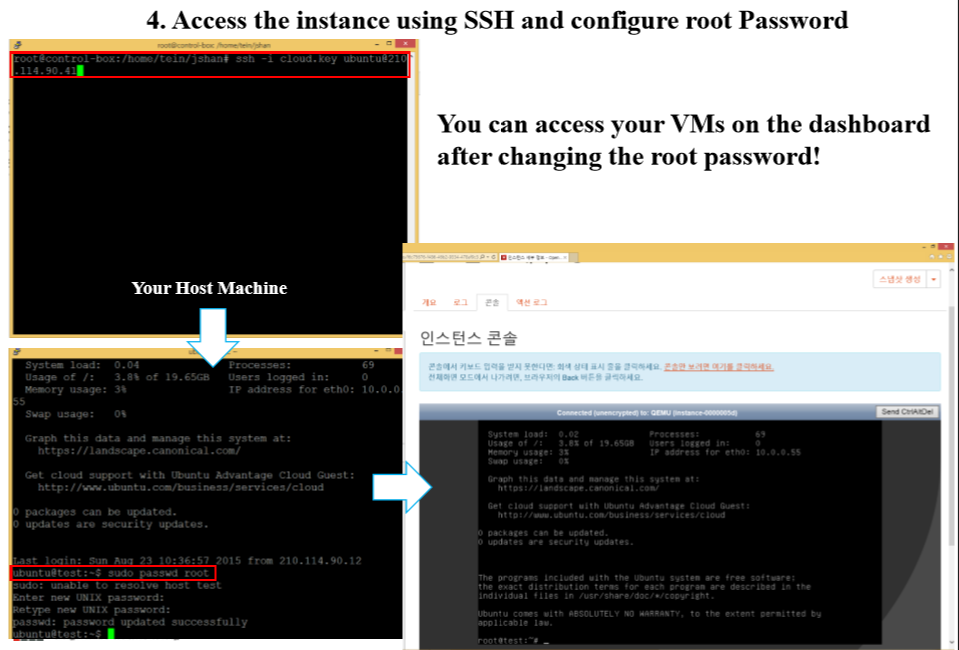 4. Access the instance using SSH and configure root Password
root@control-box: /home/tein/jshan
root@control-box:/home/tein/jshan# ssh -i cloud.key ubuntu@210
.114.90.41
You can access your VMs on the dashboard
after changing the root password!
Your Host Machine
System load: 0.04 Processes: 69
Usage of /: 3.8% of 19.65GB Users logged in: 0
Memory usage: 3% IP address for eth0: 10.0.0.
55
Swap usage: 0%
Graph this data and manage this system at:
https://landscape.canonical.com/
Get cloud support with Ubuntu Advantage Cloud Guest:
http://www.ubuntu.com/business/services/cloud
0 packages can be updated.
0 updates are security updates.
Last login: Sun Aug 23 10:36:57 2015 from 210.114.90.12
ubuntu@test:~$ sudo passwd root
sudo: unable to resolve host test
Enter new UNIX password:
Retype new UNIX password:
passwd: password updated successfully
ubuntu@test:~$
스냅샷 생성
개요 로그 콘솔 액션 로그
인스턴스 콘솔
콘솔에서 키보드 입력을 받지 못한다면: 회색 상태 표시 줄을 클릭하세요. 콘솔만 보려면 여기를 클릭하세요.
전체화면 모드에서 나가려면, 브라우저의 Back 버튼을 클릭하세요.
Connected (unencrypted) to: QEMU (instance-0000005d)
Send CtrlAltDel
System load: 0.02 Processes: 69
Usage of /: 3.8% of 19.65GB Users logged in: 0
Memory usage: 3% IP address for eth0: 10.0.0.55
Swap usage: 0%
Graph this data and manage this system at:
https://landscape.canonical.com/
Get cloud support with Ubuntu Advantage Cloud Guest:
http://www.ubuntu.com/business/services/cloud
0 packages can be updated.
0 updates are security updates.
The programs included with the Ubuntu system are free software;
the exact distribution terms for each program are described in the
individual files in /usr/share/doc/*/copyright.
Ubuntu comes with ABSOLUTELY NO WARRANTY, to the extent permitted by
applicable law.
root@test:~# _